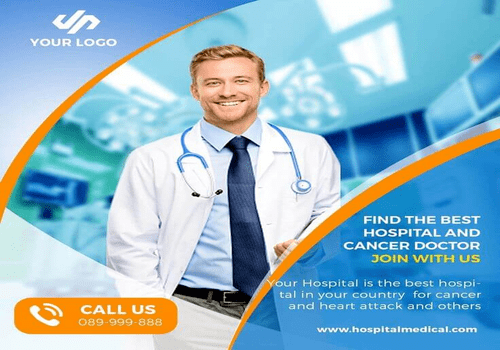 YOUR LOGO
FIND THE BEST
HOSPITAL AND
CANCER DOCTOR
JOIN WITH US
Your Hospital is the best hospi-
tal in your country for cancer
and heart attack and others
CALL US
089-999-888
www.hospitalmedical.com